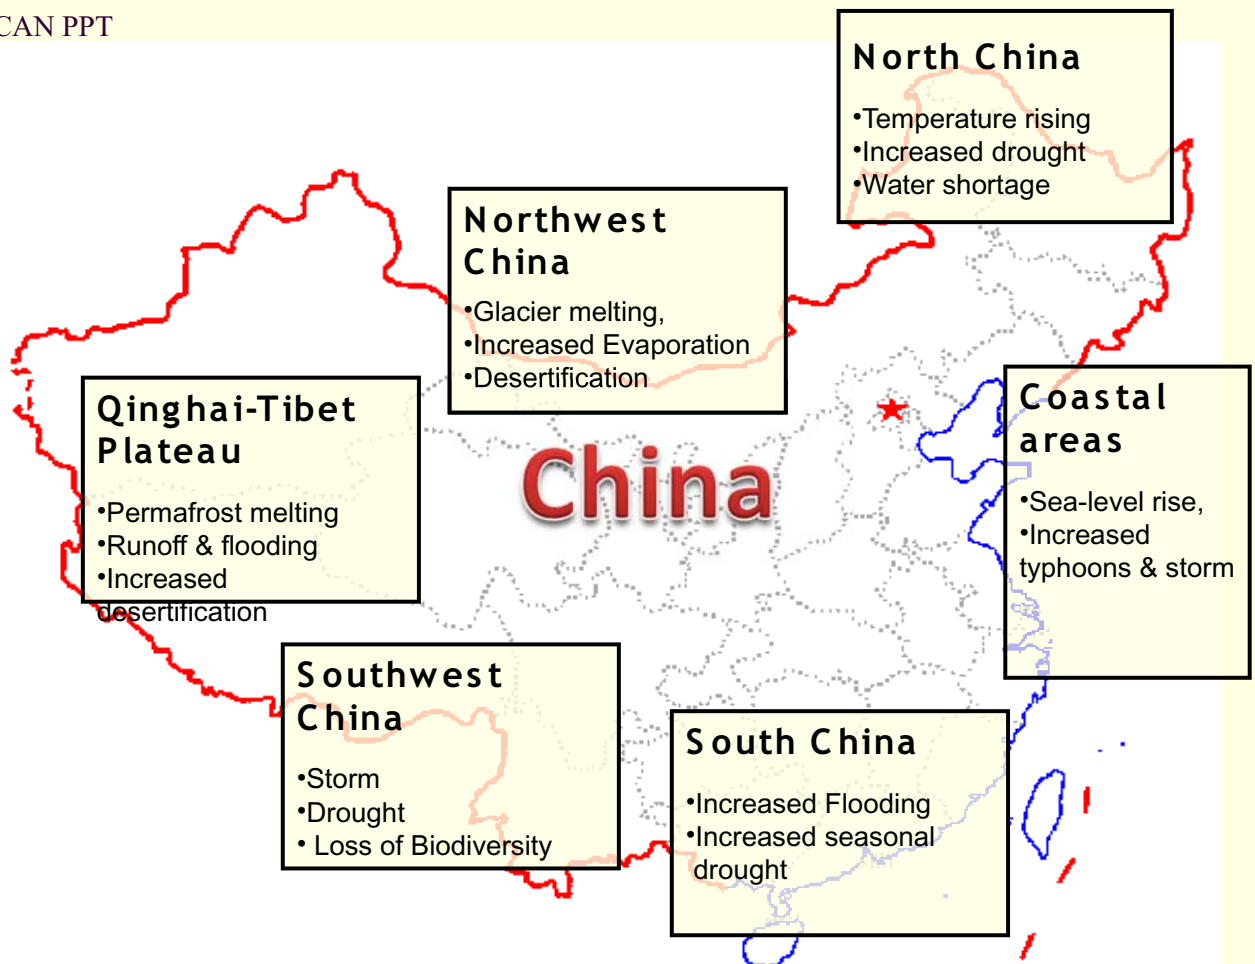 CAN PPT
North China
•Temperature rising
•Increased drought
•Water shortage
Northwest
China
•Glacier melting,
•Increased Evaporation
•Desertification
Qinghai-Tibet
Plateau
•Permafrost melting
•Runoff & flooding
•Increased
desertification
China
Coastal
areas
•Sea-level rise,
•Increased
typhoons & storm
Southwest
China
•Storm
•Drought
• Loss of Biodiversity
South China
•Increased Flooding
•Increased seasonal
drought